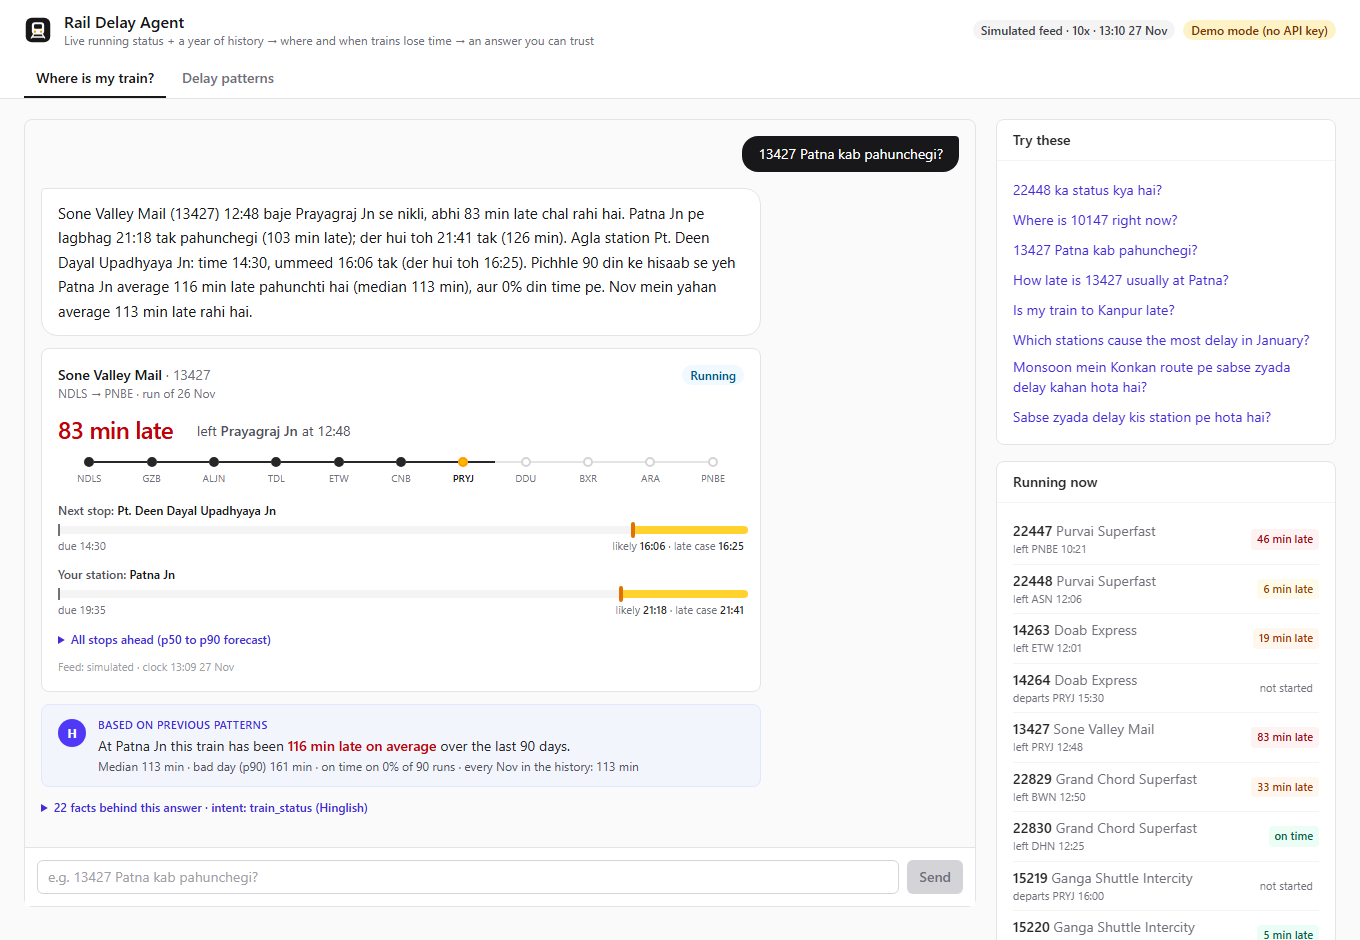 Rail Delay Agent
Live running status + a year of history → where and when trains lose time → an answer you can trust
Simulated feed · 10x · 13:10 27 Nov
Demo mode (no API key)
Where is my train?
Delay patterns
13427 Patna kab pahunchegi?
Sone Valley Mail (13427) 12:48 baje Prayagraj Jn se nikli, abhi 83 min late chal rahi hai. Patna Jn pe
lagbhag 21:18 tak pahunchegi (103 min late); der hui toh 21:41 tak (126 min). Agla station Pt. Deen
Dayal Upadhyaya Jn: time 14:30, ummeed 16:06 tak (der hui toh 16:25). Pichhle 90 din ke hisaab se yeh
Patna Jn average 116 min late pahunchti hai (median 113 min), aur 0% din time pe. Nov mein yahan
average 113 min late rahi hai.
Sone Valley Mail · 13427
Running
NDLS → PNBE · run of 26 Nov
83 min late
left Prayagraj Jn at 12:48
NDLS GZB ALJN TDL ETW CNB PRYJ DDU BXR ARA PNBE
Next stop: Pt. Deen Dayal Upadhyaya Jn
due 14:30
likely 16:06 · late case 16:25
Your station: Patna Jn
due 19:35
likely 21:18 · late case 21:41
All stops ahead (p50 to p90 forecast)
Feed: simulated · clock 13:09 27 Nov
H
BASED ON PREVIOUS PATTERNS
At Patna Jn this train has been 116 min late on average over the last 90 days.
Median 113 min · bad day (p90) 161 min · on time on 0% of 90 runs · every Nov in the history: 113 min
22 facts behind this answer · intent: train_status (Hinglish)
e.g. 13427 Patna kab pahunchegi?
Send
Try these
22448 ka status kya hai?
Where is 10147 right now?
13427 Patna kab pahunchegi?
How late is 13427 usually at Patna?
Is my train to Kanpur late?
Which stations cause the most delay in January?
Monsoon mein Konkan route pe sabse zyada
delay kahan hota hai?
Sabse zyada delay kis station pe hota hai?
Running now
22447 Purvai Superfast
left PNBE 10:21
46 min late
22448 Purvai Superfast
left ASN 12:06
6 min late
14263 Doab Express
left ETW 12:01
19 min late
14264 Doab Express
departs PRYJ 15:30
not started
13427 Sone Valley Mail
left PRYJ 12:48
83 min late
22829 Grand Chord Superfast
left BWN 12:50
33 min late
22830 Grand Chord Superfast
left DHN 12:25
on time
15219 Ganga Shuttle Intercity
departs PRYJ 16:00
not started
15220 Ganga Shuttle Intercity
5 min late